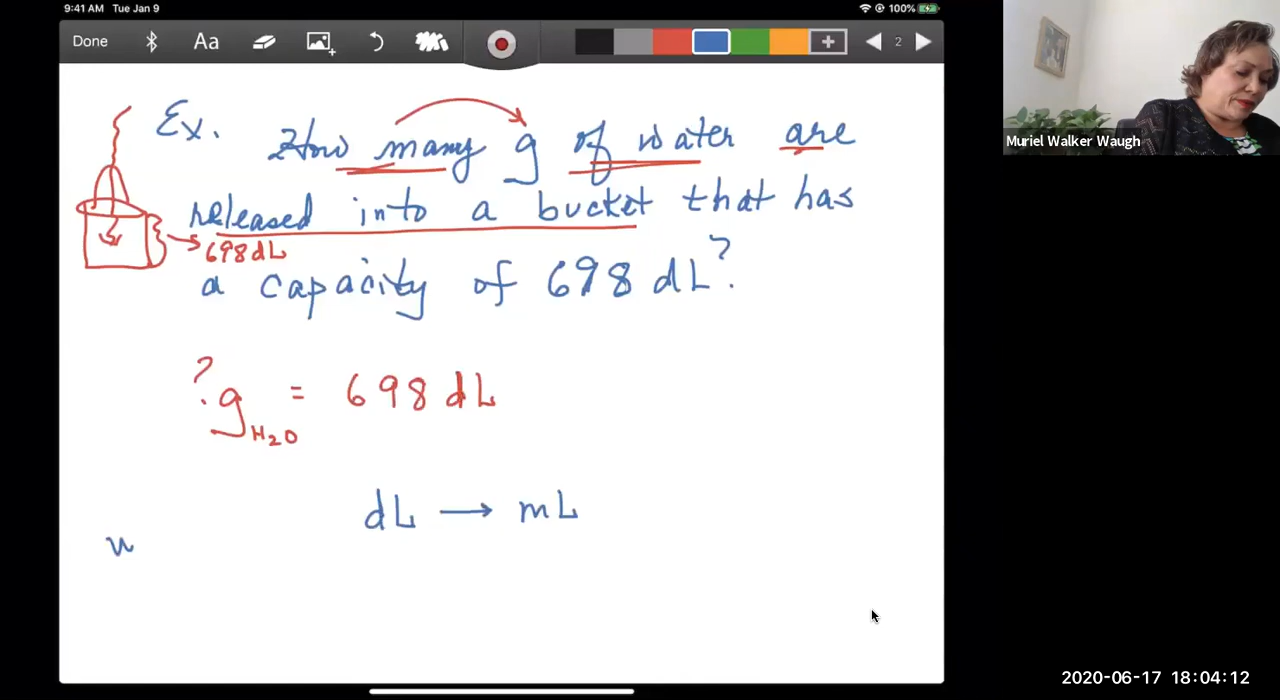 9:41 AM Tue Jan 9
100%
Done
Aa
2
Muriel Walker Waugh
Ex. How many g of water are
released into a bucket that has
698 dL
a capacity of 698 dL?
? g H2O = 698 dL
dL → mL
2020-06-17 18:04:12